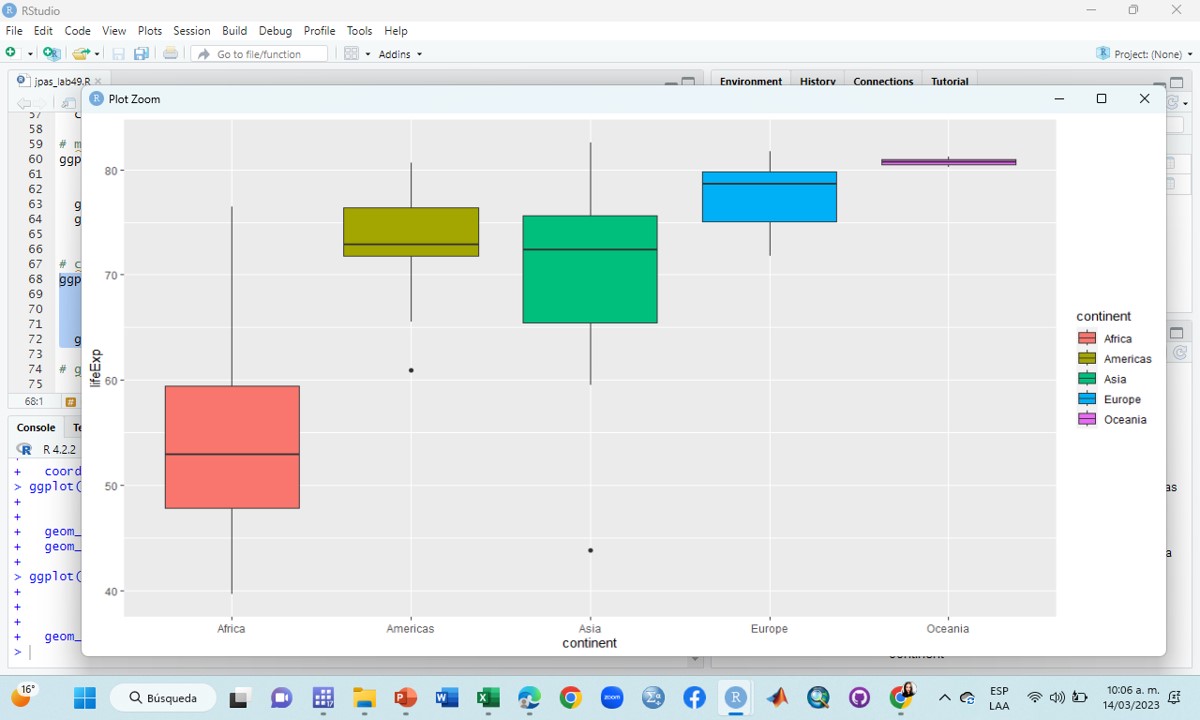 RStudio
File Edit Code View Plots Session Build Debug Profile Tools Help
Go to file/function
Addins
Project: (None)
jpas_lab49.R
Environment History Connections Tutorial
Plot Zoom
57 c
58
59 # m
60 ggp
61
62
63 g
64 g
65
66
67 # c
68 ggp
69
70
71
72 g
73
74 # g
75
68:1
Console Te
R 4.2.2
+ coord
> ggplot(
+
+
+ geom_
+ geom_
+
> ggplot(
+
+
+
+ geom_
>
80
70
60
50
40
lifeExp
Africa Americas Asia Europe Oceania
continent
continent
Africa
Americas
Asia
Europe
Oceania
as
a
16°
Búsqueda
zoom
ESP
LAA
10:06 a. m.
14/03/2023